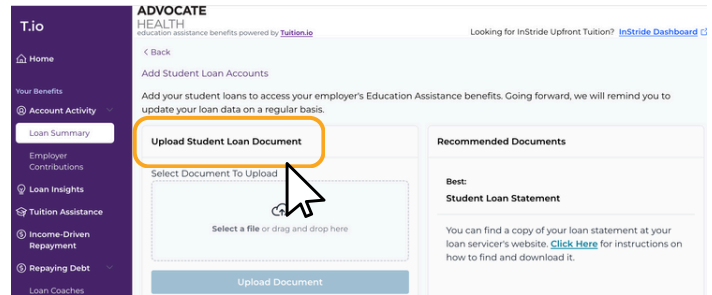 T.io
Home
Your Benefits
Account Activity
Loan Summary
Employer
Contributions
Loan Insights
Tuition Assistance
Income-Driven
Repayment
Repaying Debt
Loan Coaches
ADVOCATE
HEALTH
education assistance benefits powered by Tuition.io
Looking for InStride Upfront Tuition? InStride Dashboard
< Back
Add Student Loan Accounts
Add your student loans to access your employer's Education Assistance benefits. Going forward, we will remind you to
update your loan data on a regular basis.
Upload Student Loan Document
Select Document To Upload
Select a file or drag and drop here
Upload Document
Recommended Documents
Best:
Student Loan Statement
You can find a copy of your loan statement at your
loan servicer's website. Click Here for instructions on
how to find and download it.